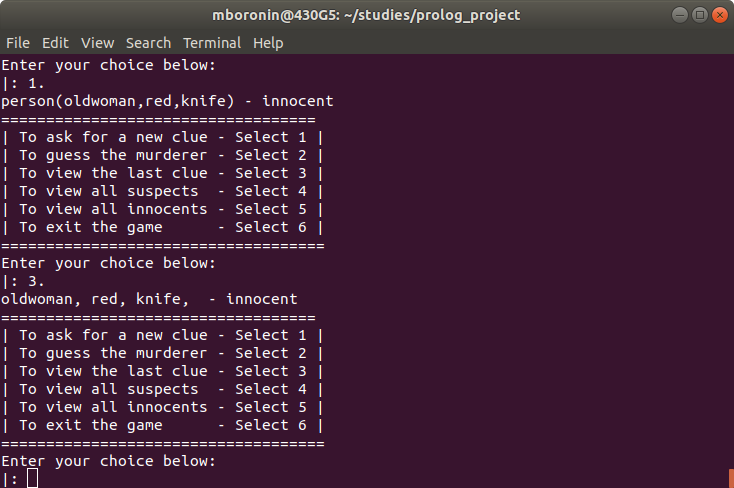 mboronin@430G5: ~/studies/prolog_project
File Edit View Search Terminal Help
Enter your choice below:
|: 1.
person(oldwoman,red,knife) - innocent
===================================
| To ask for a new clue - Select 1 |
| To guess the murderer - Select 2 |
| To view the last clue - Select 3 |
| To view all suspects  - Select 4 |
| To view all innocents - Select 5 |
| To exit the game      - Select 6 |
====================================
Enter your choice below:
|: 3.
oldwoman, red, knife,  - innocent
===================================
| To ask for a new clue - Select 1 |
| To guess the murderer - Select 2 |
| To view the last clue - Select 3 |
| To view all suspects  - Select 4 |
| To view all innocents - Select 5 |
| To exit the game      - Select 6 |
====================================
Enter your choice below:
|: